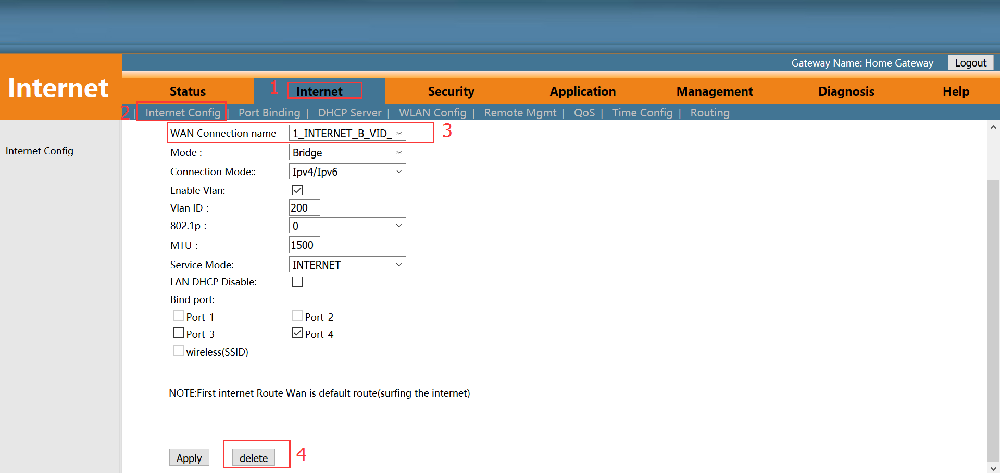 Gateway Name: Home Gateway Logout
Internet
Status 1 Internet Security Application Management Diagnosis Help
2 | Internet Config | Port Binding | DHCP Server | WLAN Config | Remote Mgmt | QoS | Time Config | Routing
Internet Config
WAN Connection name 1_INTERNET_B_VID_ 3
Mode : Bridge
Connection Mode:: Ipv4/Ipv6
Enable Vlan:
Vlan ID : 200
802.1p : 0
MTU : 1500
Service Mode: INTERNET
LAN DHCP Disable:
Bind port:
Port_1 Port_2
Port_3 Port_4
wireless(SSID)
NOTE:First internet Route Wan is default route(surfing the internet)
Apply delete 4